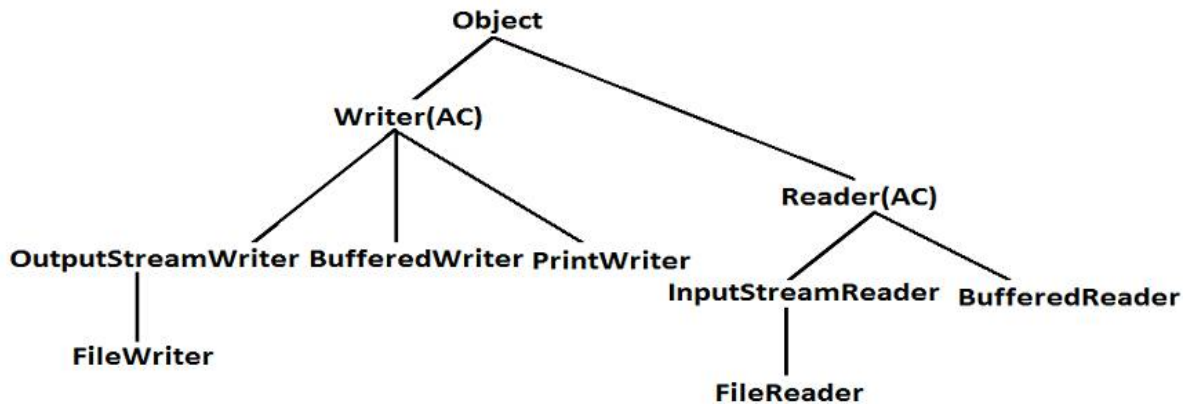 Object
Writer(AC)
Reader(AC)
OutputStreamWriter BufferedWriter PrintWriter
InputStreamReader BufferedReader
FileWriter
FileReader